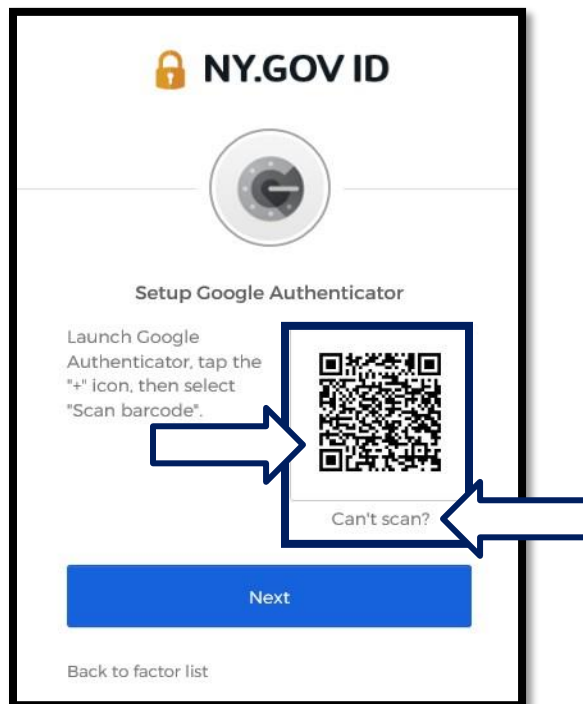 NY.GOV ID
Setup Google Authenticator
Launch Google
Authenticator, tap the
"+" icon, then select
"Scan barcode".
Can't scan?
Next
Back to factor list